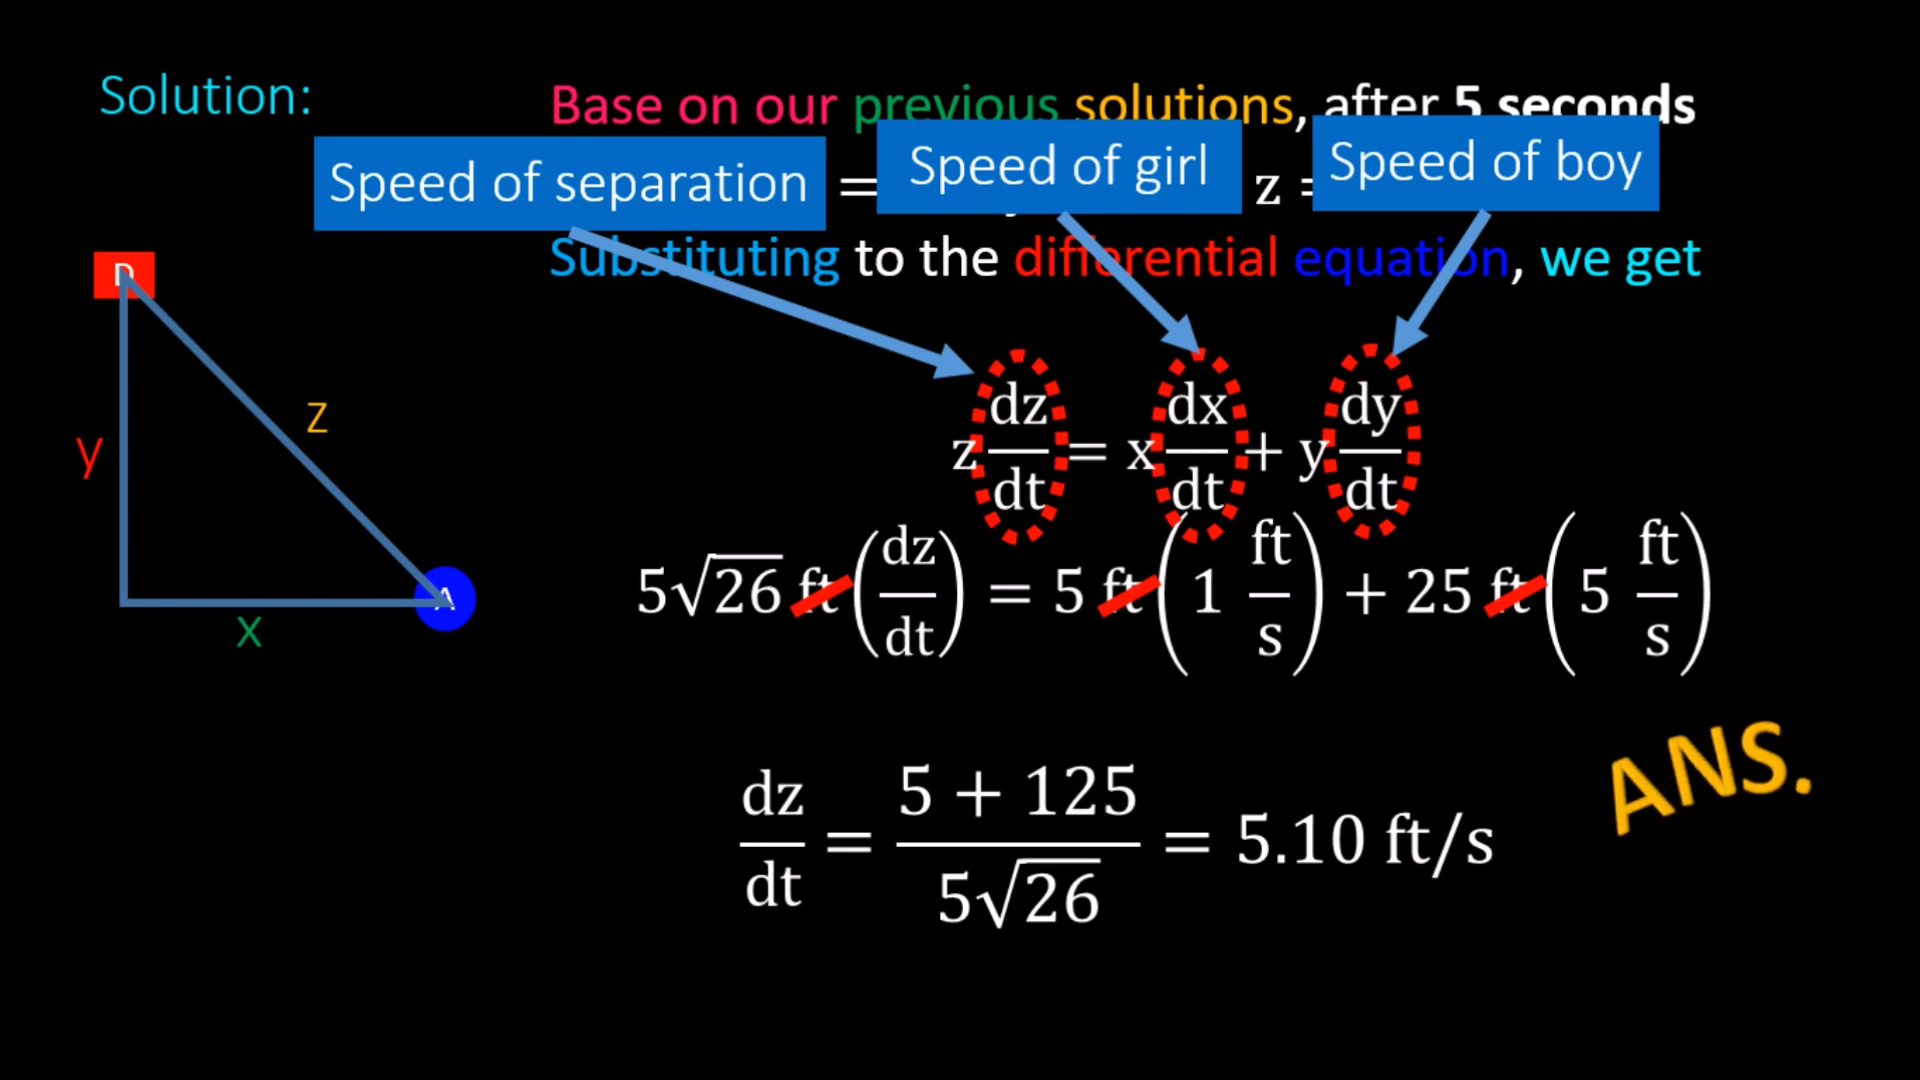 Solution:
Base on our previous solutions, after 5 seconds
Speed of separation
Speed of girl
Speed of boy
= z =
Substituting to the differential equation, we get
D
y
z
x
A
z dz/dt = x dx/dt + y dy/dt
5√26 ft (dz/dt) = 5 ft (1 ft/s) + 25 ft (5 ft/s)
dz/dt = (5 + 125)/(5√26) = 5.10 ft/s
ANS.